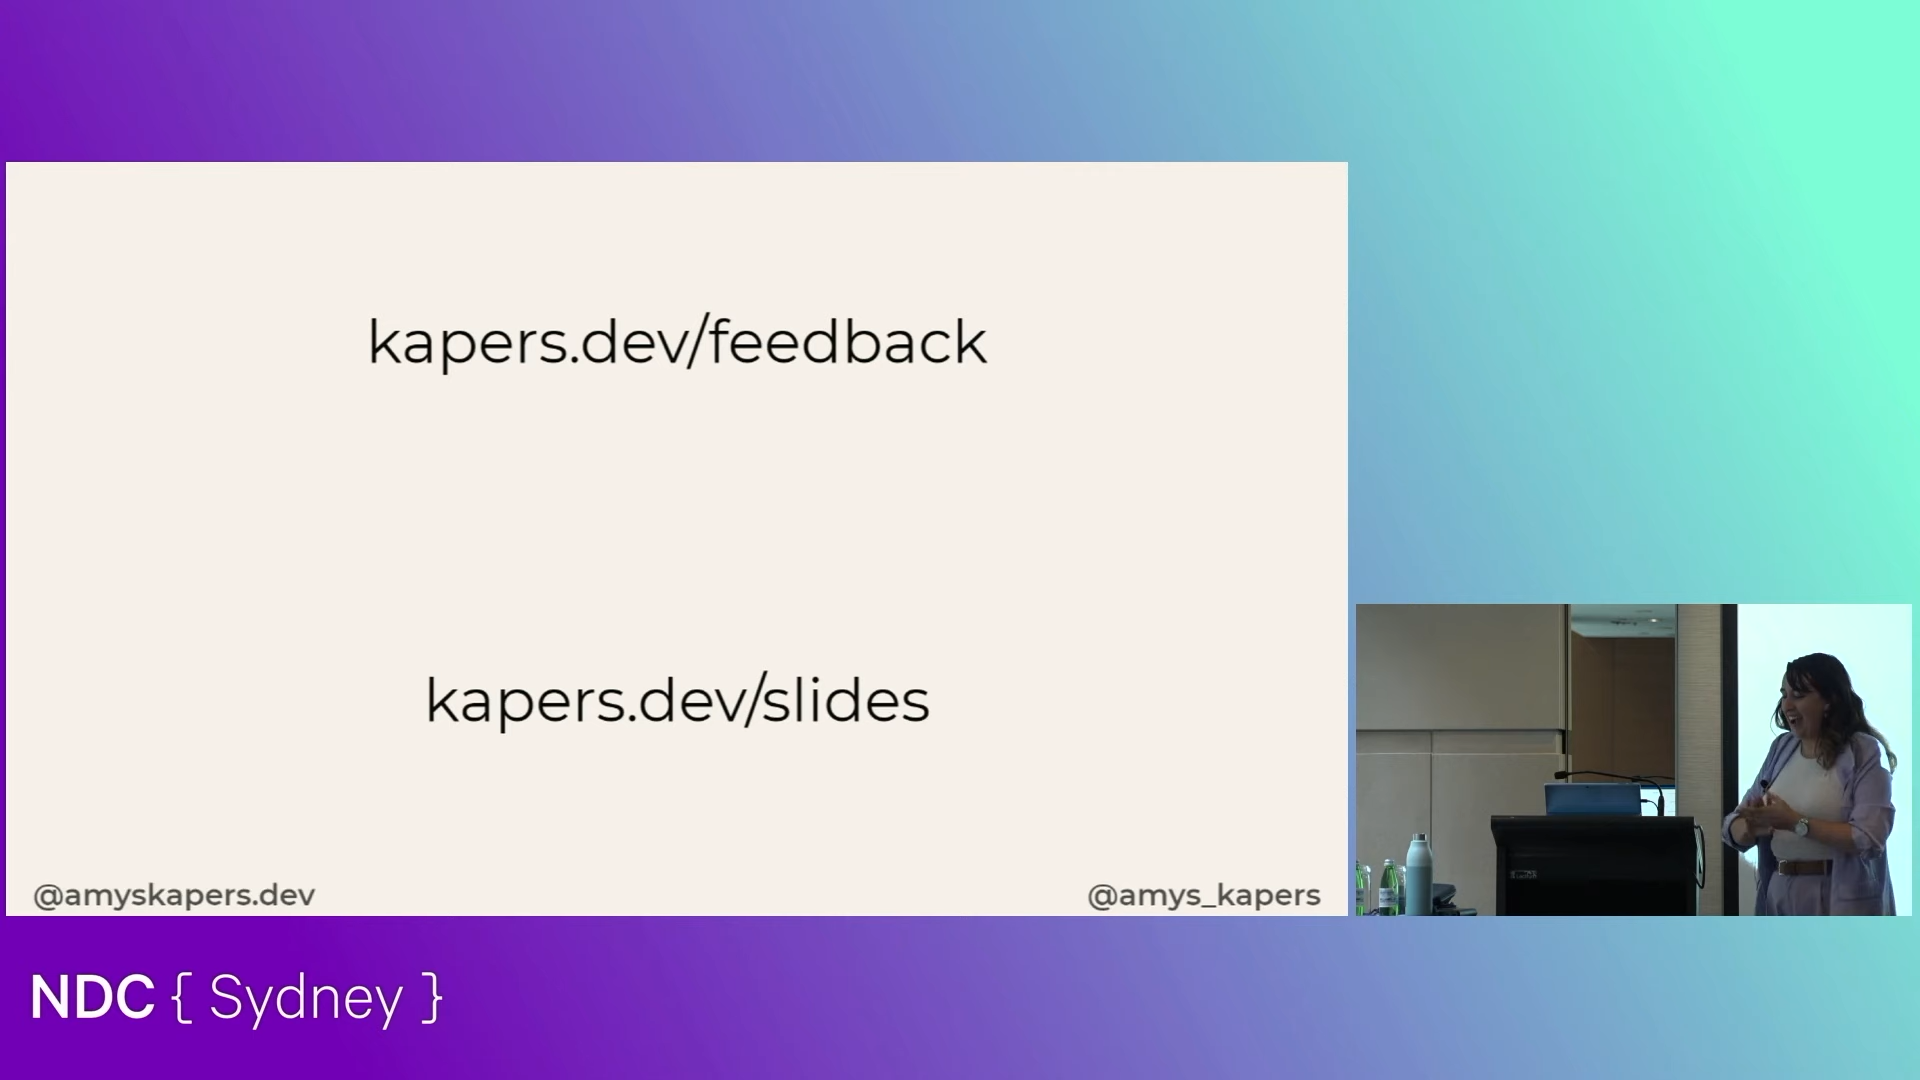 kapers.dev/feedback
kapers.dev/slides
@amyskapers.dev
@amys_kapers
NDC { Sydney }